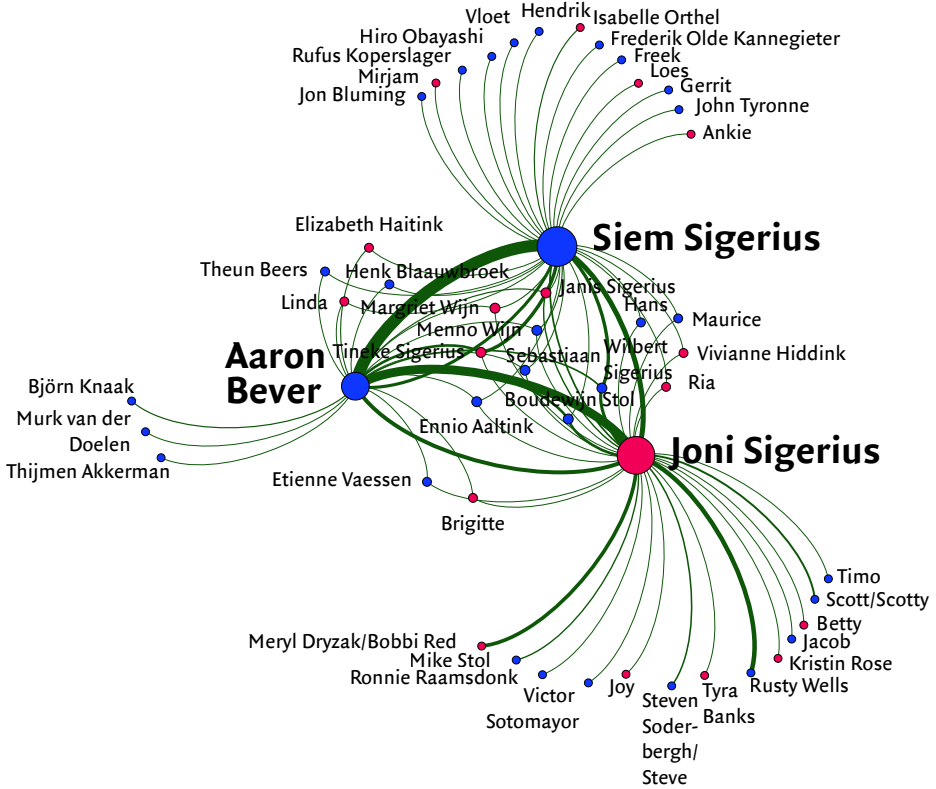 Hendrik
Vloet
Isabelle Orthel
Hiro Obayashi
Frederik Olde Kannegieter
Rufus Koperslager
Freek
Mirjam
Loes
Jon Bluming
Gerrit
John Tyronne
Ankie
Elizabeth Haitink
Siem Sigerius
Theun Beers
Henk Blaauwbroek
Janis Sigerius
Linda
Margriet Wijn
Hans
Maurice
Menno Wijn
Tineke Sigerius
Sebastiaan
Wilbert
Sigerius
Vivianne Hiddink
Aaron
Bever
Ria
Björn Knaak
Boudewijn Stol
Murk van der
Doelen
Ennio Aaltink
Joni Sigerius
Thijmen Akkerman
Etienne Vaessen
Brigitte
Timo
Scott/Scotty
Betty
Jacob
Meryl Dryzak/Bobbi Red
Mike Stol
Kristin Rose
Ronnie Raamsdonk
Rusty Wells
Victor
Sotomayor
Joy
Steven
Soder-
bergh/
Steve
Tyra
Banks